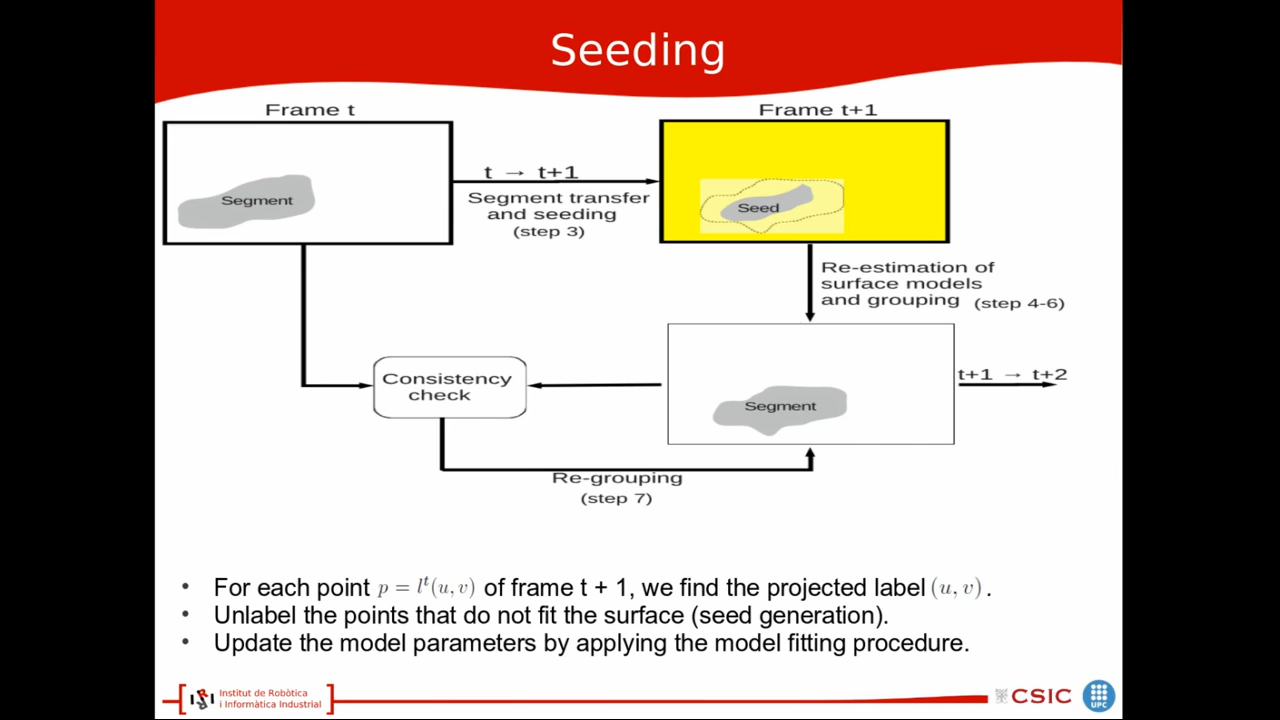 Seeding
Frame t
Frame t+1
Segment
t → t+1
Segment transfer
and seeding
(step 3)
Seed
Re-estimation of
surface models
and grouping (step 4-6)
Consistency
check
Segment
t+1 → t+2
Re-grouping
(step 7)
• For each point p = lᵗ(u, v) of frame t + 1, we find the projected label (u, v) .
• Unlabel the points that do not fit the surface (seed generation).
• Update the model parameters by applying the model fitting procedure.
IRI
Institut de Robòtica
i Informàtica Industrial
CSIC
UPC